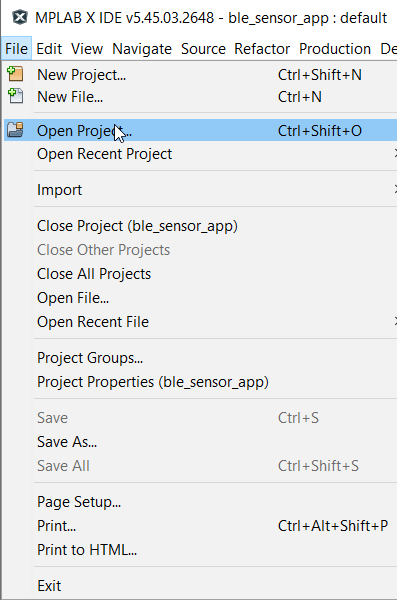 MPLAB X IDE v5.45.03.2648 - ble_sensor_app : default
File Edit View Navigate Source Refactor Production De
New Project... Ctrl+Shift+N
New File... Ctrl+N
Open Project... Ctrl+Shift+O
Open Recent Project
Import
Close Project (ble_sensor_app)
Close Other Projects
Close All Projects
Open File...
Open Recent File
Project Groups...
Project Properties (ble_sensor_app)
Save Ctrl+S
Save As...
Save All Ctrl+Shift+S
Page Setup...
Print... Ctrl+Alt+Shift+P
Print to HTML...
Exit